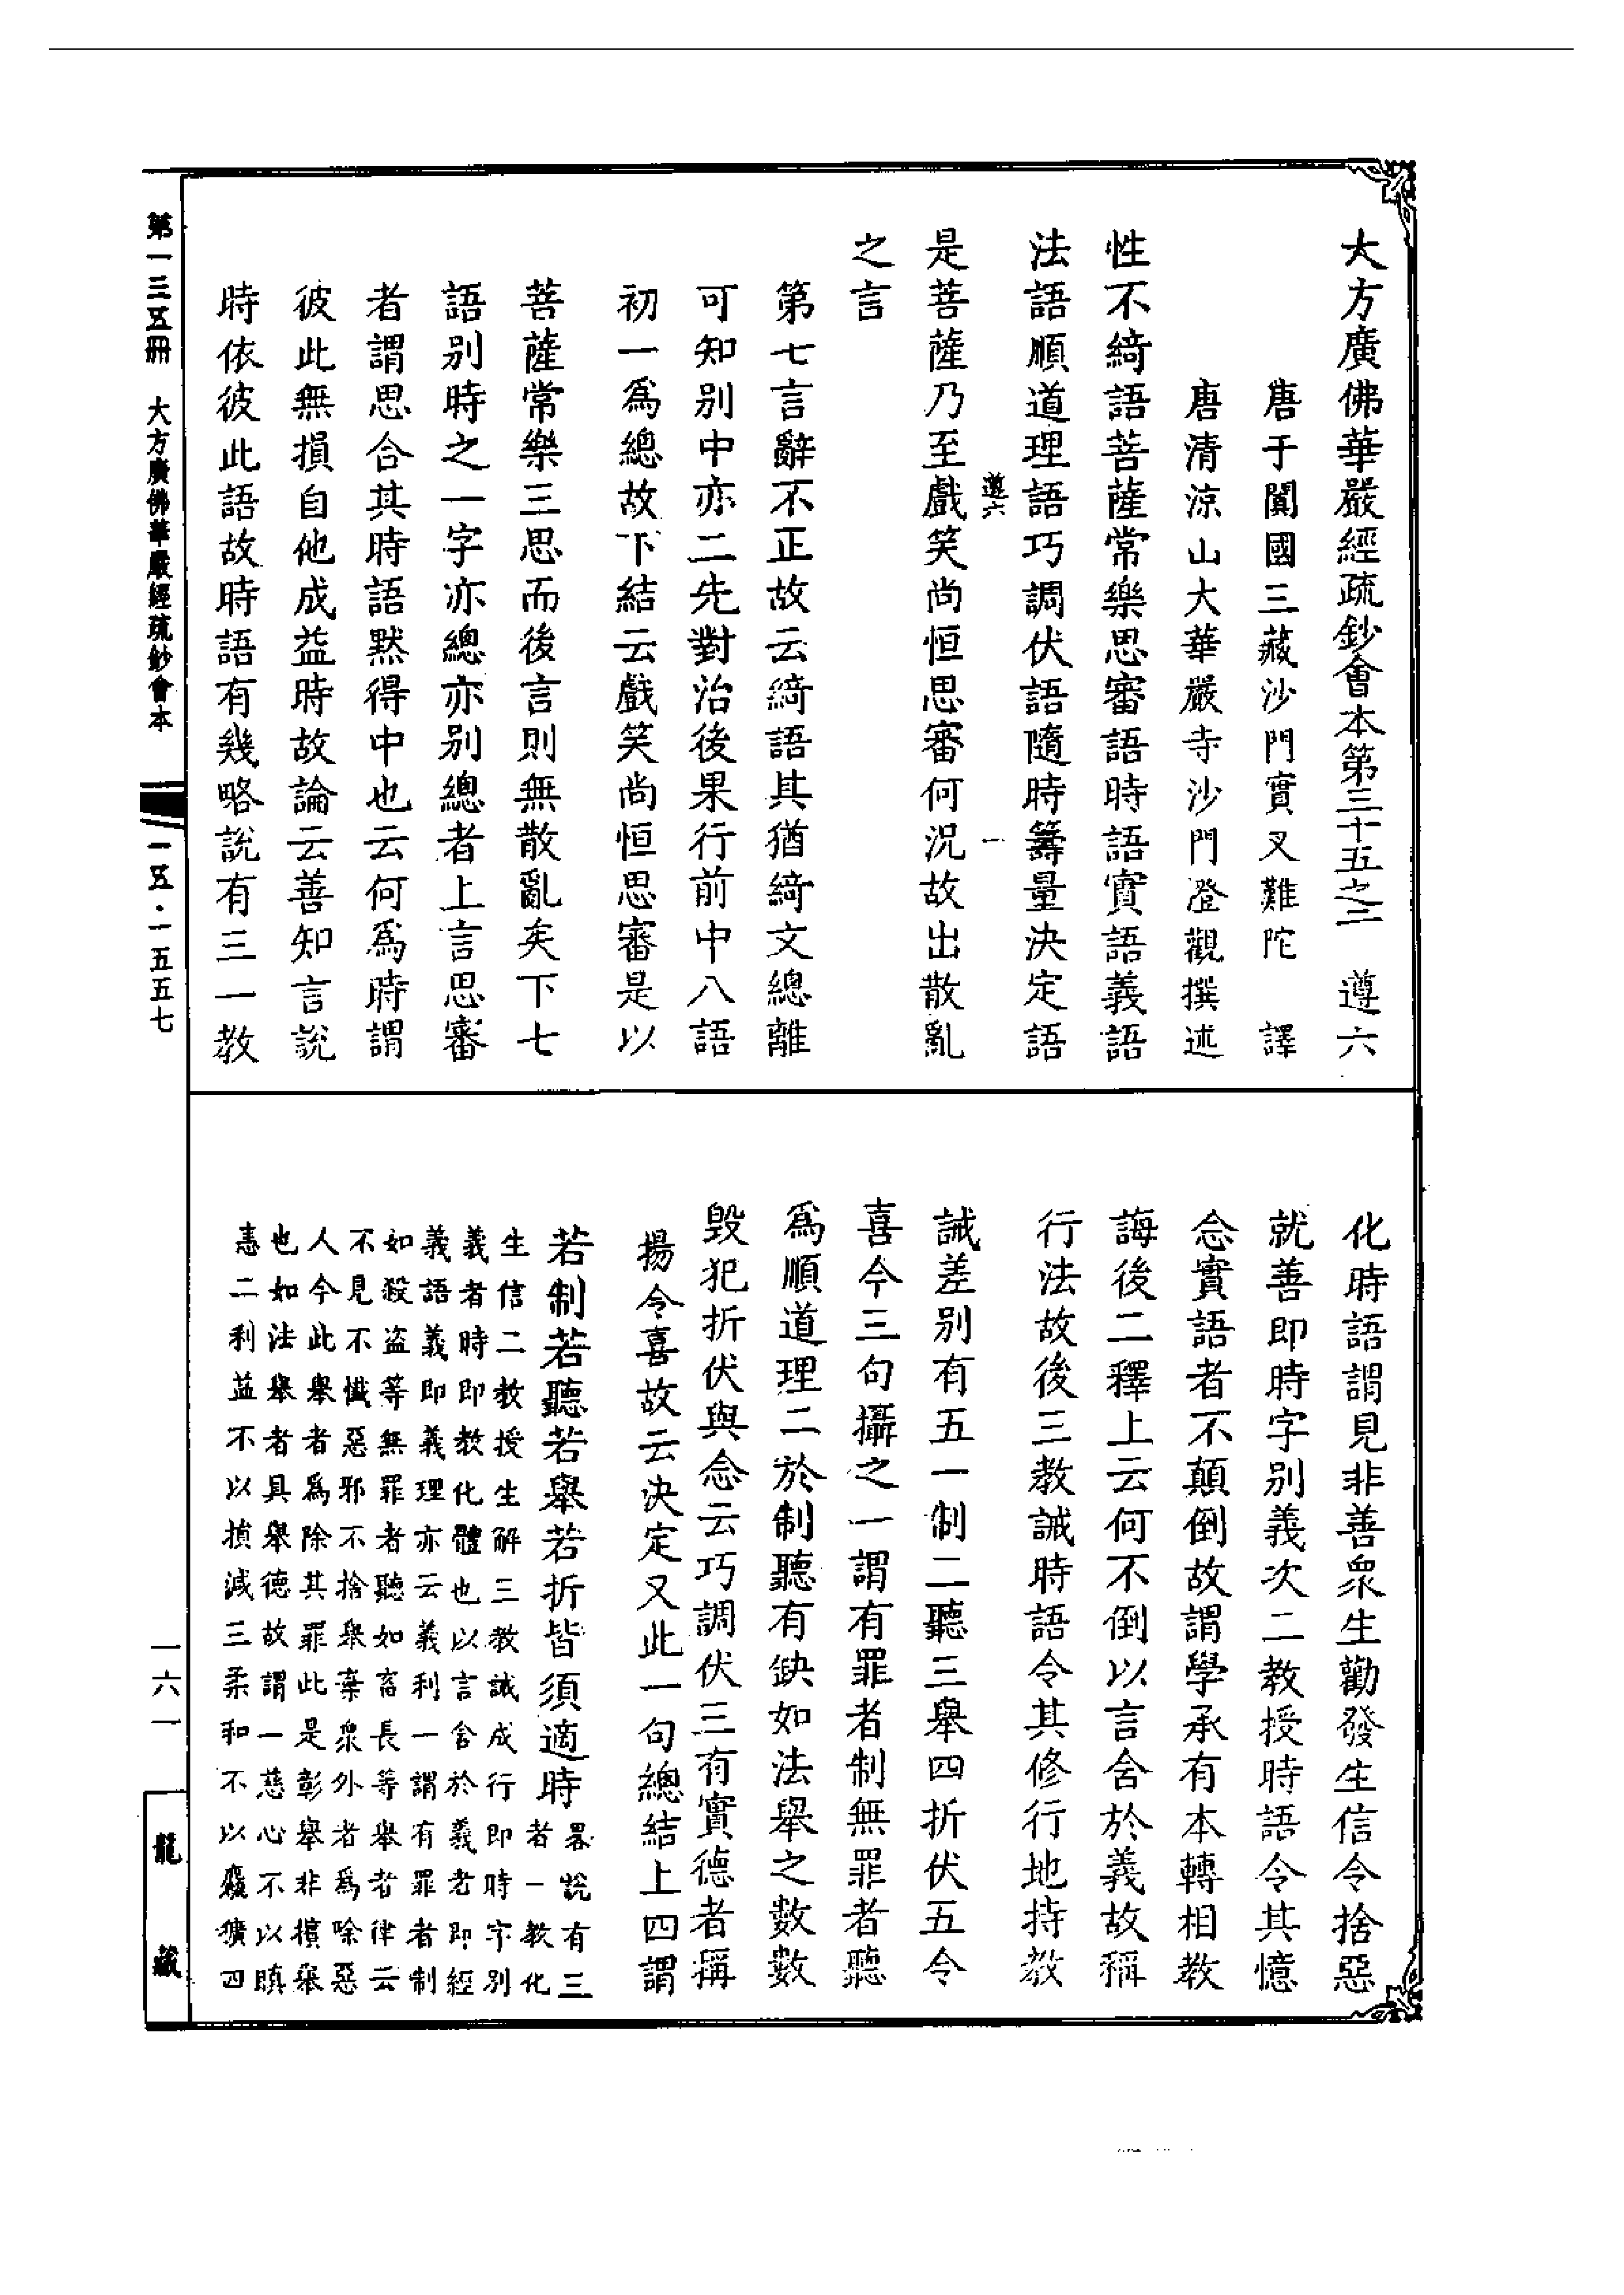 大方廣佛華嚴經疏鈔會本第三十五之二　遵六
唐于闐國三藏沙門實叉難陀　譯
唐清涼山大華嚴寺沙門澄觀撰述
性不綺語菩薩常樂思審語時語實語義語
法語順道理語巧調伏語隨時籌量決定語
遵六　一
是菩薩乃至戲笑尚恒思審何況故出散亂
之言
第七言辭不正故云綺語其猶綺文總離
可知別中亦二先對治後果行前中八語
初一爲總故下結云戲笑尚恒思審是以
菩薩常樂三思而後言則無散亂矣下七
語別時之一字亦總亦別總者上言思審
者謂思合其時語默得中也云何爲時謂
彼此無損自他成益時故論云善知言說
時依彼此語故時語有幾略說有三一教
化時語謂見非善衆生勸發生信令捨惡
就善即時字別義次二教授時語令其憶
念實語者不顛倒故謂學承有本轉相教
誨後二釋上云何不倒以言含於義故稱
行法故後三教誡時語令其修行地持教
誡差別有五一制二聽三舉四折伏五令
喜今三句攝之一謂有罪者制無罪者聽
爲順道理二於制聽有缺如法舉之數數
毀犯折伏與念云巧調伏三有實德者稱
揚令喜故云決定又此一句總結上四謂
若制若聽若舉若折皆須適時畧說有三
者一教化
生信二教授生解三教誡成行即時字別
義者時即教化體也以言含於義者即經
義語義即義理亦云義利一謂有罪者制
如殺盜等無罪者聽如畜長等舉者律云
不見不懺惡邪不捨舉棄衆外者爲除惡
人今此舉者爲除其罪此是彰舉非擯舉
也如法舉者具舉德故謂一慈心不以瞋
恚二利益不以損減三柔和不以麤獷四
第一三五冊　大方廣佛華嚴經疏鈔會本
一五·一五五七
一六一
龍藏